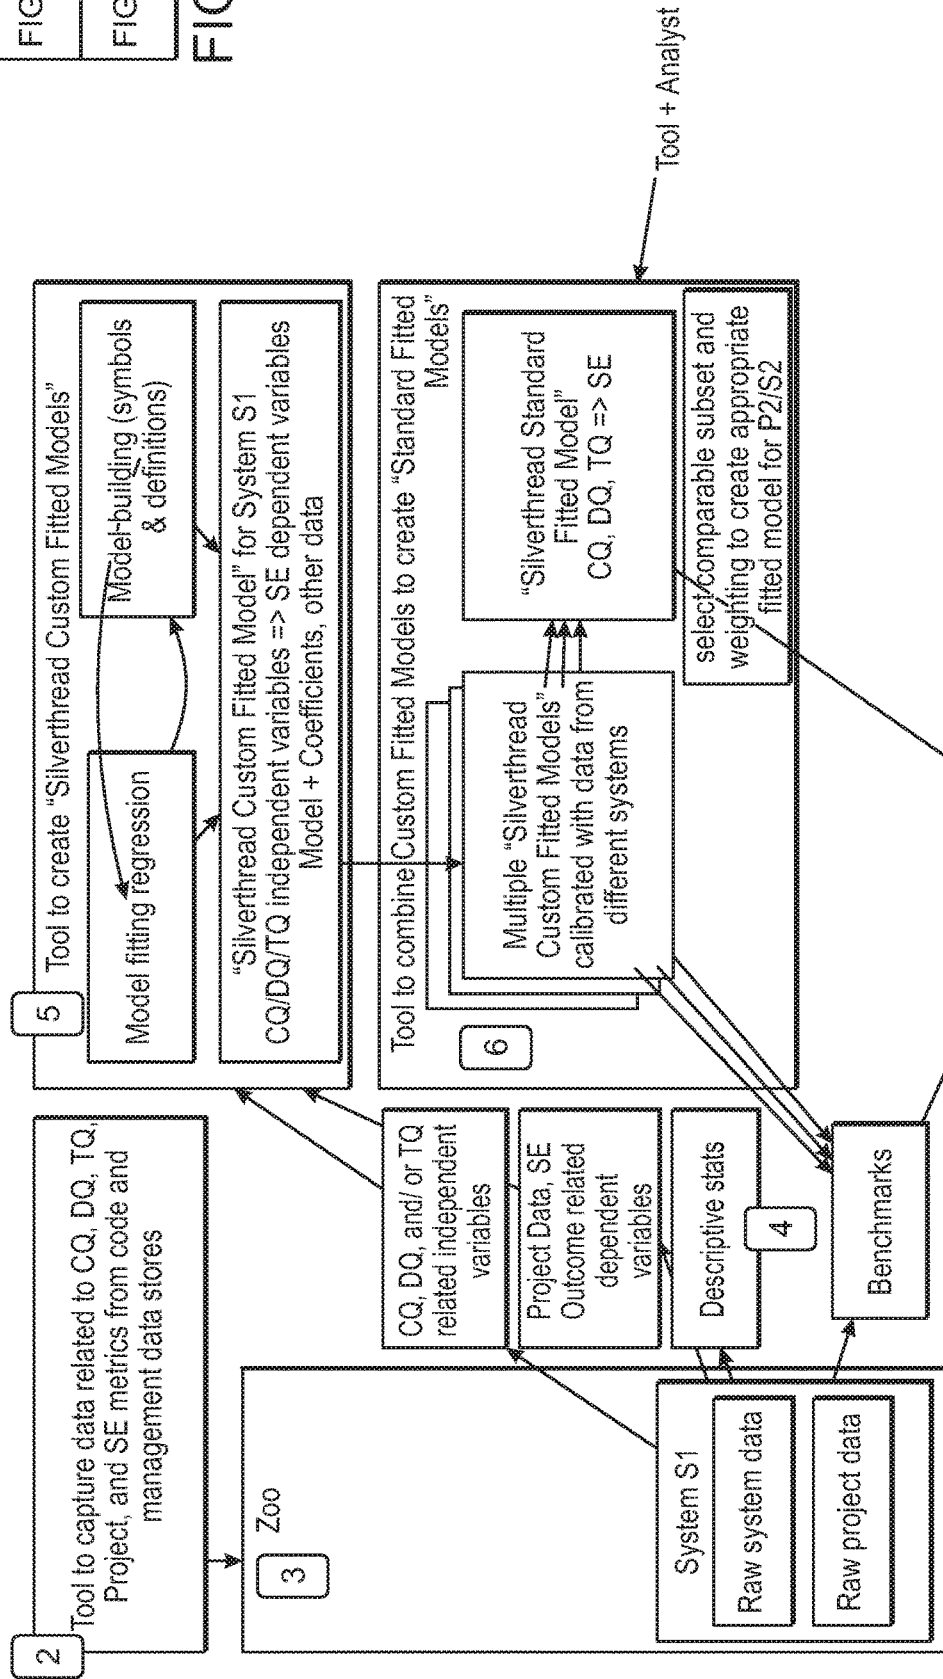 2
Tool to capture data related to CQ, DQ, TQ,
Project, and SE metrics from code and
management data stores
3
Zoo
System S1
Raw system data
Raw project data
CQ, DQ, and/ or TQ
related independent
variables
Project Data, SE
Outcome related
dependent
variables
Descriptive stats
4
Benchmarks
5
Tool to create “Silverthread Custom Fitted Models”
Model fitting regression
Model-building (symbols
& definitions)
“Silverthread Custom Fitted Model” for System S1
CQ/DQ/TQ independent variables => SE dependent variables
Model + Coefficients, other data
6
Tool to combine Custom Fitted Models to create “Standard Fitted
Models”
Multiple “Silverthread
Custom Fitted Models”
calibrated with data from
different systems
“Silverthread Standard
Fitted Model”
CQ, DQ, TQ => SE
select comparable subset and
weighting to create appropriate
fitted model for P2/S2
Tool + Analyst
FIG
FIG
FIG